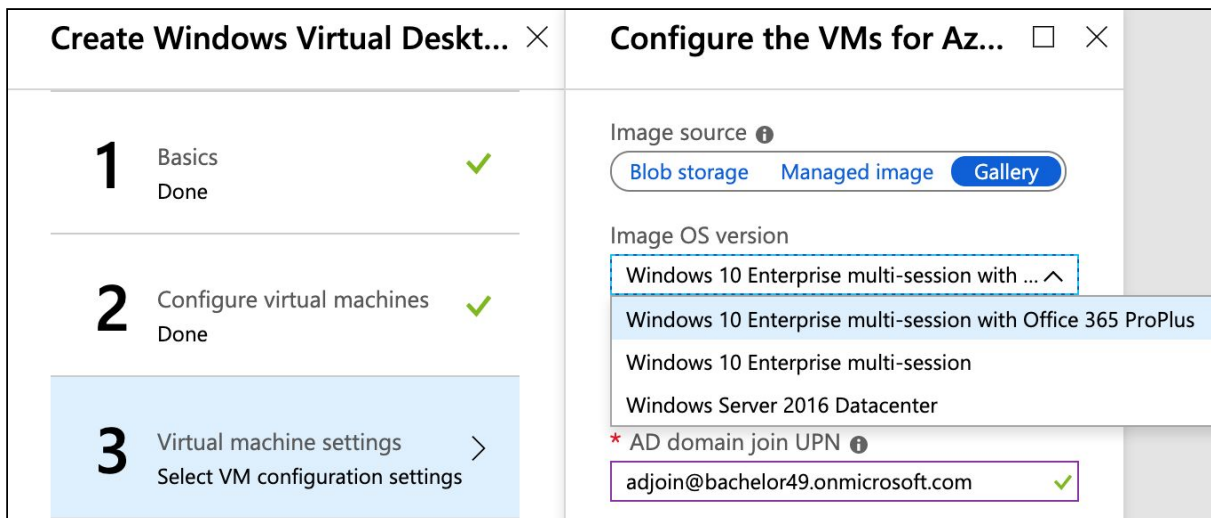 Create Windows Virtual Deskt...
1
Basics
Done
2
Configure virtual machines
Done
3
Virtual machine settings
Select VM configuration settings
Configure the VMs for Az...
Image source
Blob storage Managed image Gallery
Image OS version
Windows 10 Enterprise multi-session with ...
Windows 10 Enterprise multi-session with Office 365 ProPlus
Windows 10 Enterprise multi-session
Windows Server 2016 Datacenter
* AD domain join UPN
adjoin@bachelor49.onmicrosoft.com